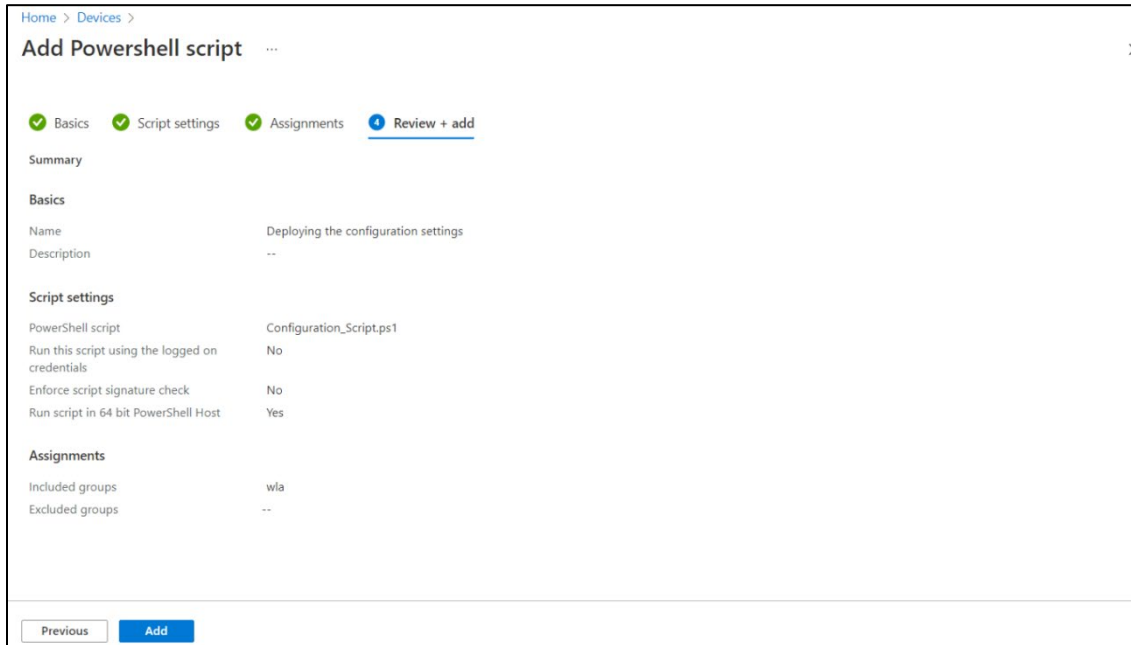 Home > Devices >
Add Powershell script ...
Basics Script settings Assignments 4 Review + add
Summary
Basics
Name Deploying the configuration settings
Description --
Script settings
PowerShell script Configuration_Script.ps1
Run this script using the logged on No
credentials
Enforce script signature check No
Run script in 64 bit PowerShell Host Yes
Assignments
Included groups wla
Excluded groups --
Previous Add